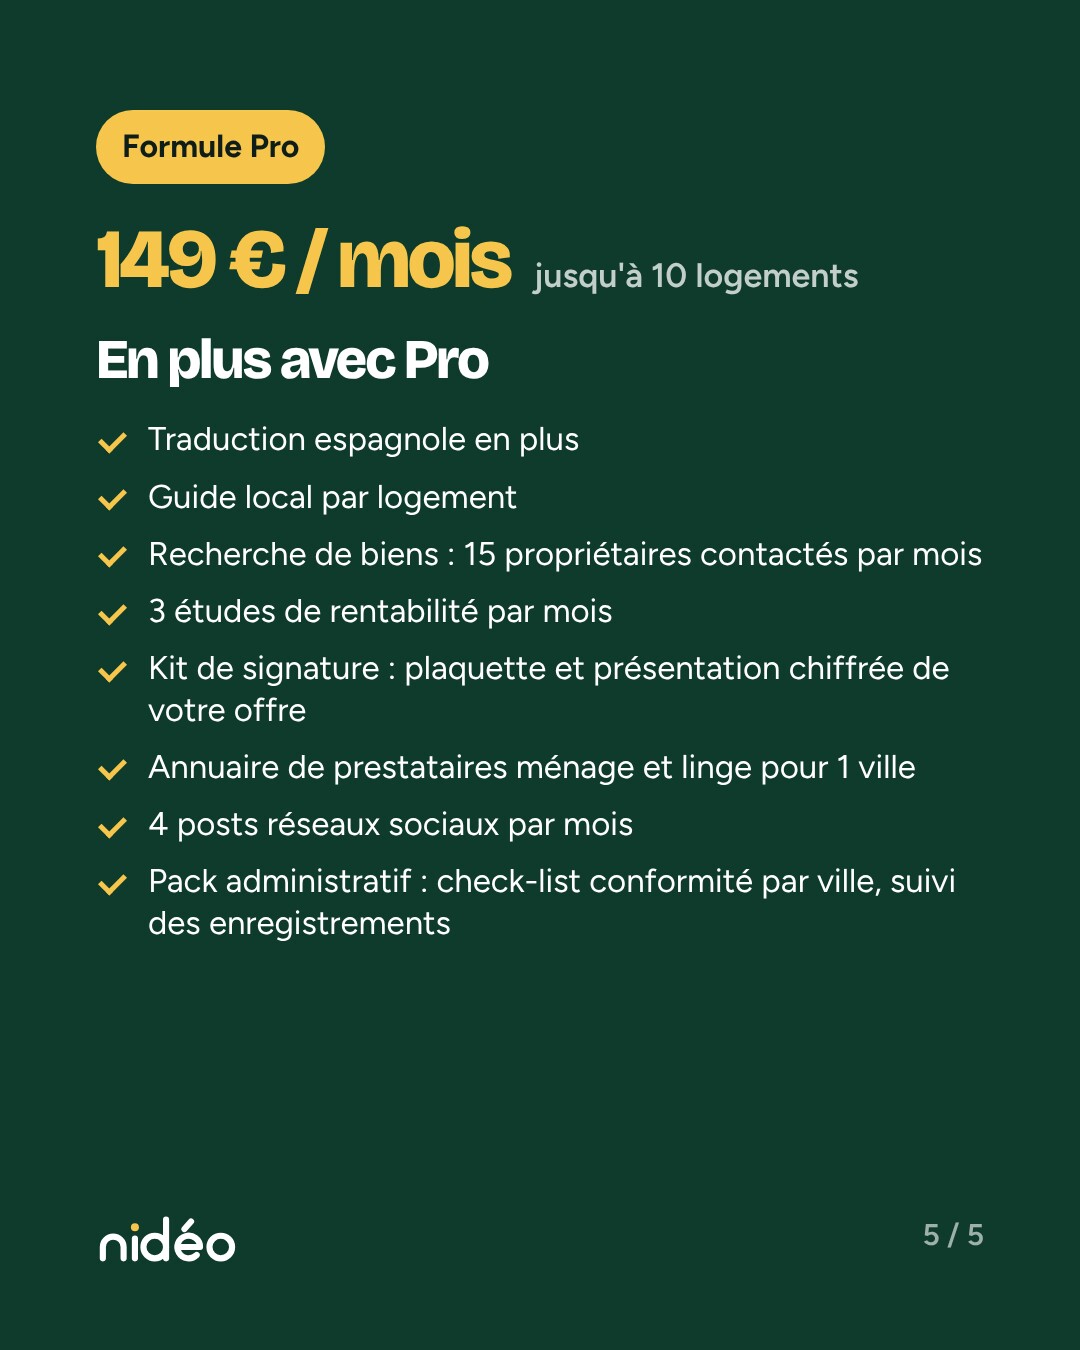 Formule Pro
149 € / mois jusqu'à 10 logements
En plus avec Pro
Traduction espagnole en plus
Guide local par logement
Recherche de biens : 15 propriétaires contactés par mois
3 études de rentabilité par mois
Kit de signature : plaquette et présentation chiffrée de
votre offre
Annuaire de prestataires ménage et linge pour 1 ville
4 posts réseaux sociaux par mois
Pack administratif : check-list conformité par ville, suivi
des enregistrements
nidéo
5 / 5